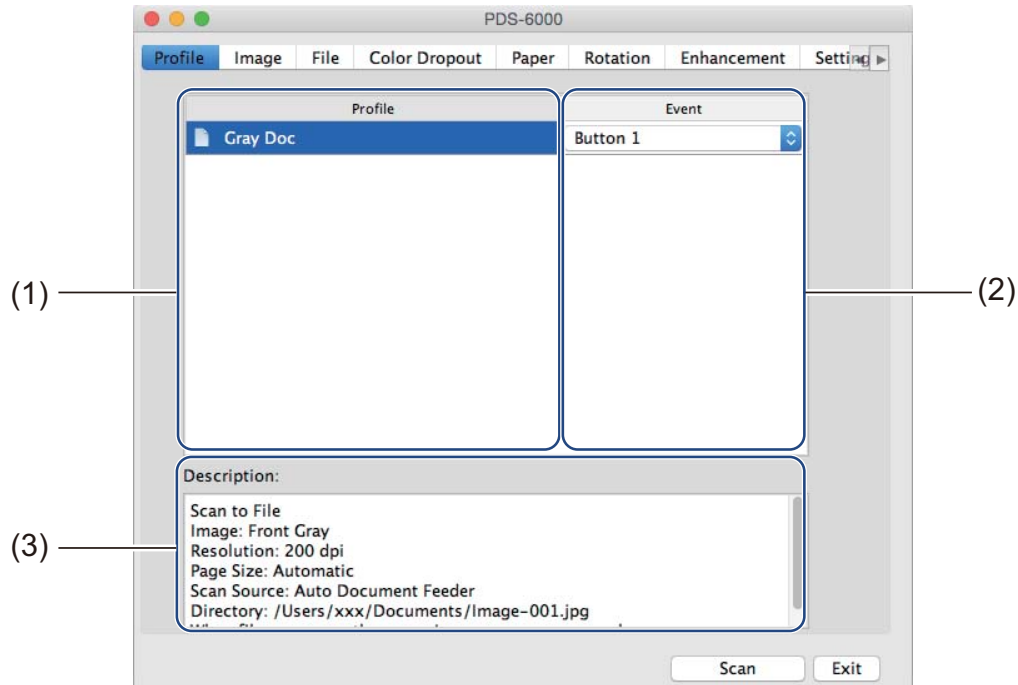 PDS-6000
Profile Image File Color Dropout Paper Rotation Enhancement Setting
Profile Event
Gray Doc Button 1
(1)
(2)
Description:
Scan to File
Image: Front Gray
Resolution: 200 dpi
(3)
Page Size: Automatic
Scan Source: Auto Document Feeder
Directory: /Users/xxx/Documents/Image-001.jpg
Scan Exit